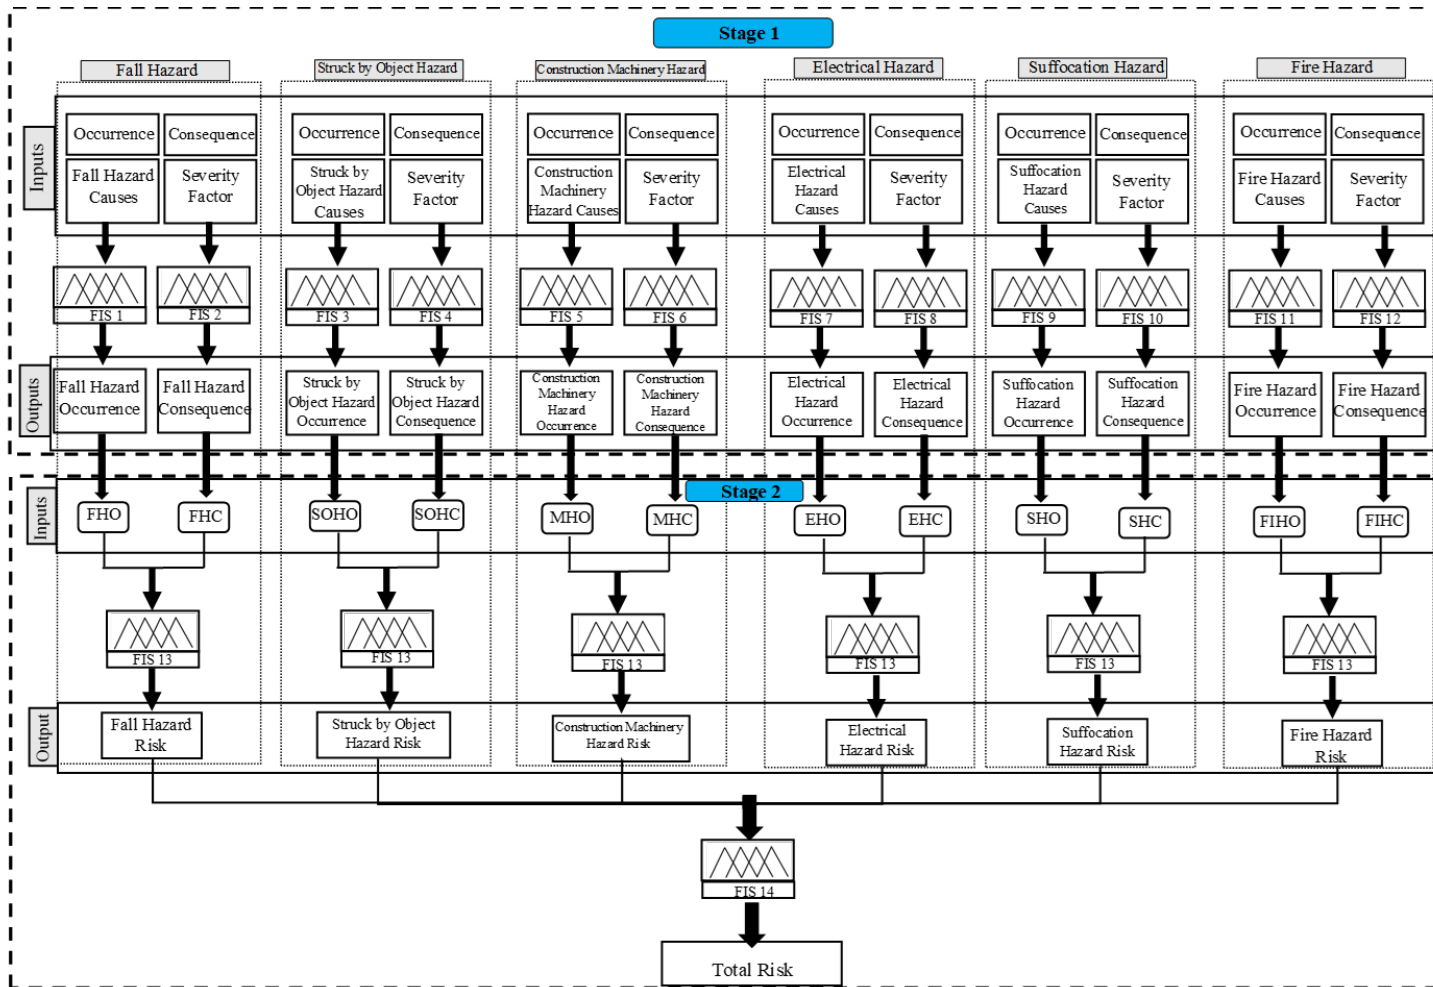 Stage 1
Fall Hazard
Struck by Object Hazard
Construction Machinery Hazard
Electrical Hazard
Suffocation Hazard
Fire Hazard
Inputs
Occurrence
Consequence
Occurrence
Consequence
Occurrence
Consequence
Occurrence
Consequence
Occurrence
Consequence
Occurrence
Consequence
Fall Hazard
Causes
Severity
Factor
Struck by
Object Hazard
Causes
Severity
Factor
Construction
Machinery
Hazard Causes
Severity
Factor
Electrical
Hazard
Causes
Severity
Factor
Suffocation
Hazard
Causes
Severity
Factor
Fire Hazard
Causes
Severity
Factor
FIS 1
FIS 2
FIS 3
FIS 4
FIS 5
FIS 6
FIS 7
FIS 8
FIS 9
FIS 10
FIS 11
FIS 12
Outputs
Fall Hazard
Occurrence
Fall Hazard
Consequence
Struck by
Object Hazard
Occurrence
Struck by
Object Hazard
Consequence
Construction
Machinery
Hazard
Occurrence
Construction
Machinery
Hazard
Consequence
Electrical
Hazard
Occurrence
Electrical
Hazard
Consequence
Suffocation
Hazard
Occurrence
Suffocation
Hazard
Consequence
Fire Hazard
Occurrence
Fire Hazard
Consequence
Stage 2
Inputs
FHO
FHC
SOHO
SOHC
MHO
MHC
EHO
EHC
SHO
SHC
FIHO
FIHC
FIS 13
FIS 13
FIS 13
FIS 13
FIS 13
FIS 13
Output
Fall Hazard
Risk
Struck by Object
Hazard Risk
Construction Machinery
Hazard Risk
Electrical
Hazard Risk
Suffocation
Hazard Risk
Fire Hazard
Risk
FIS 14
Total Risk